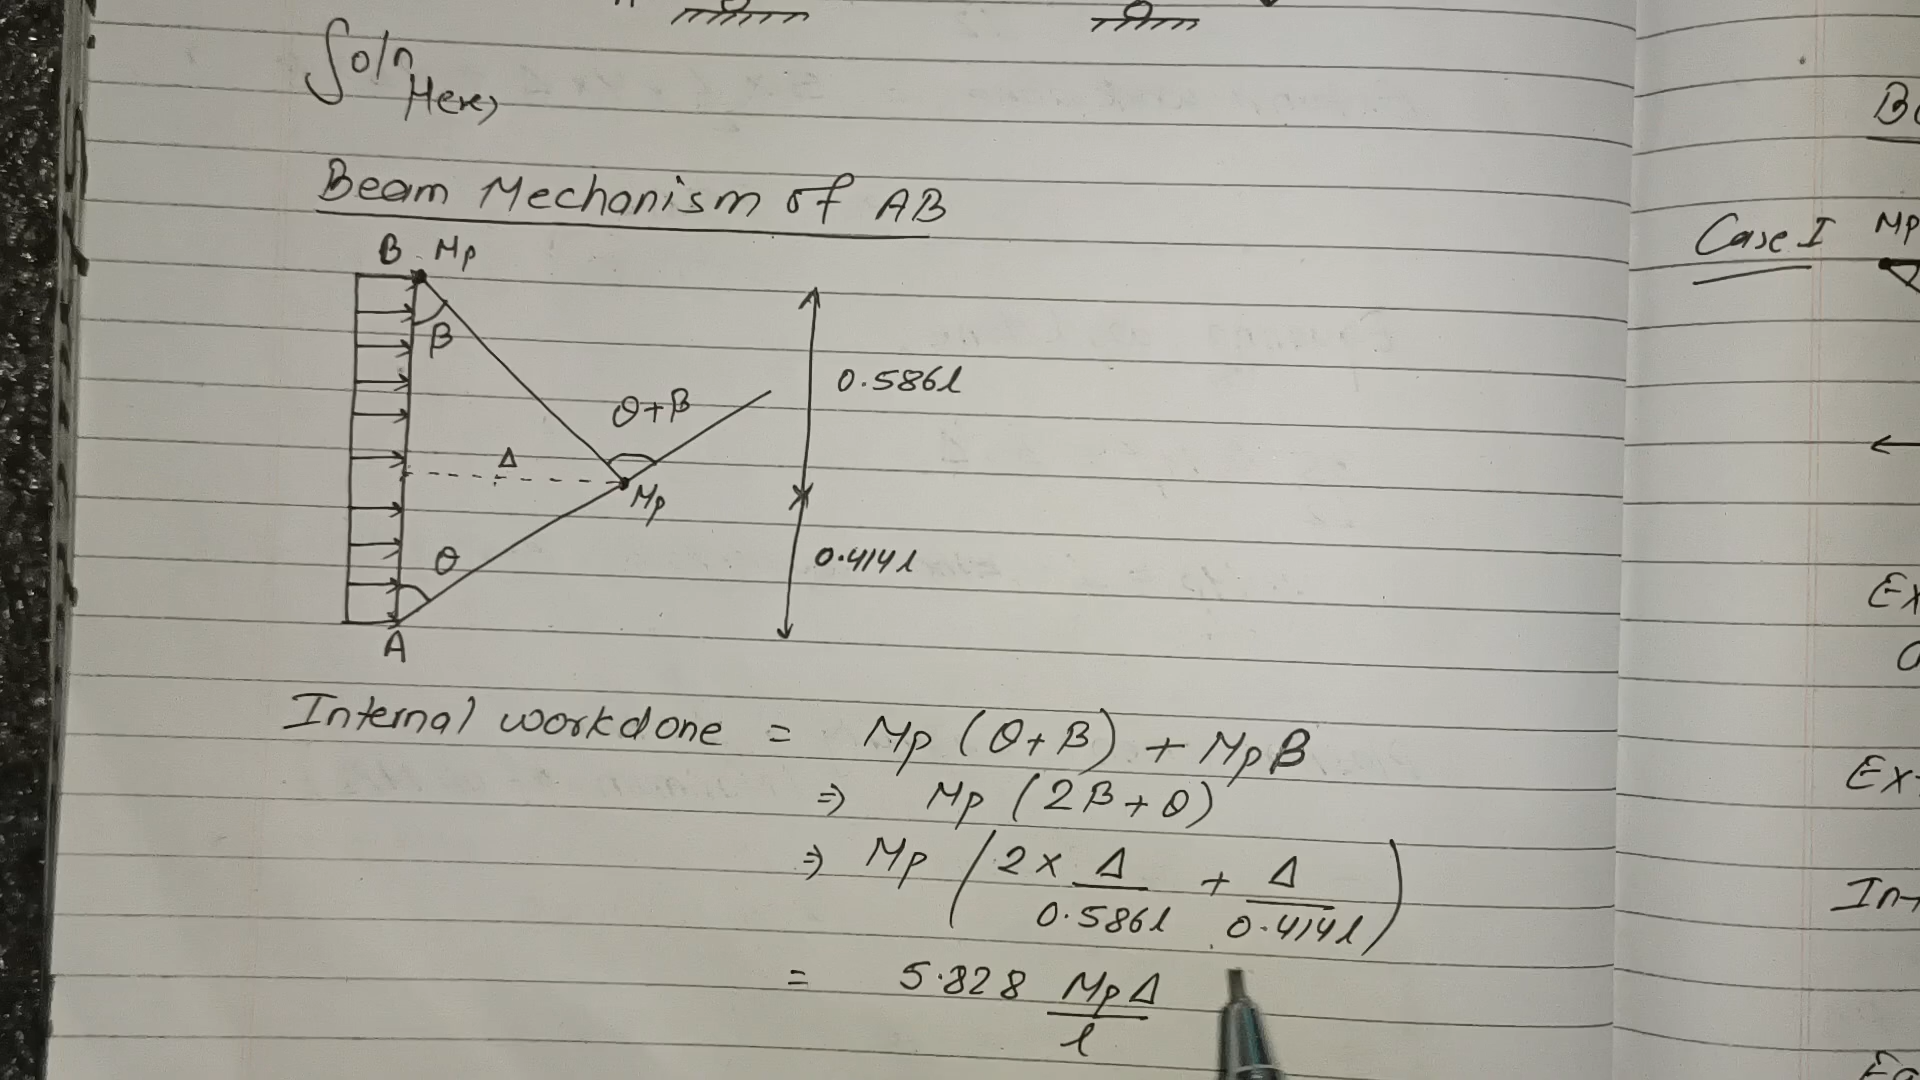 Soln
Here,
Beam Mechanism of AB
B Mp
β
0.586l
θ+β
Δ
Mp
θ
0.414l
A
Internal workdone = Mp (θ+β) + Mpβ
⇒ Mp (2β+θ)
⇒ Mp (2 x Δ/0.586l + Δ/0.414l)
= 5.828 MpΔ/l
Case I Mp